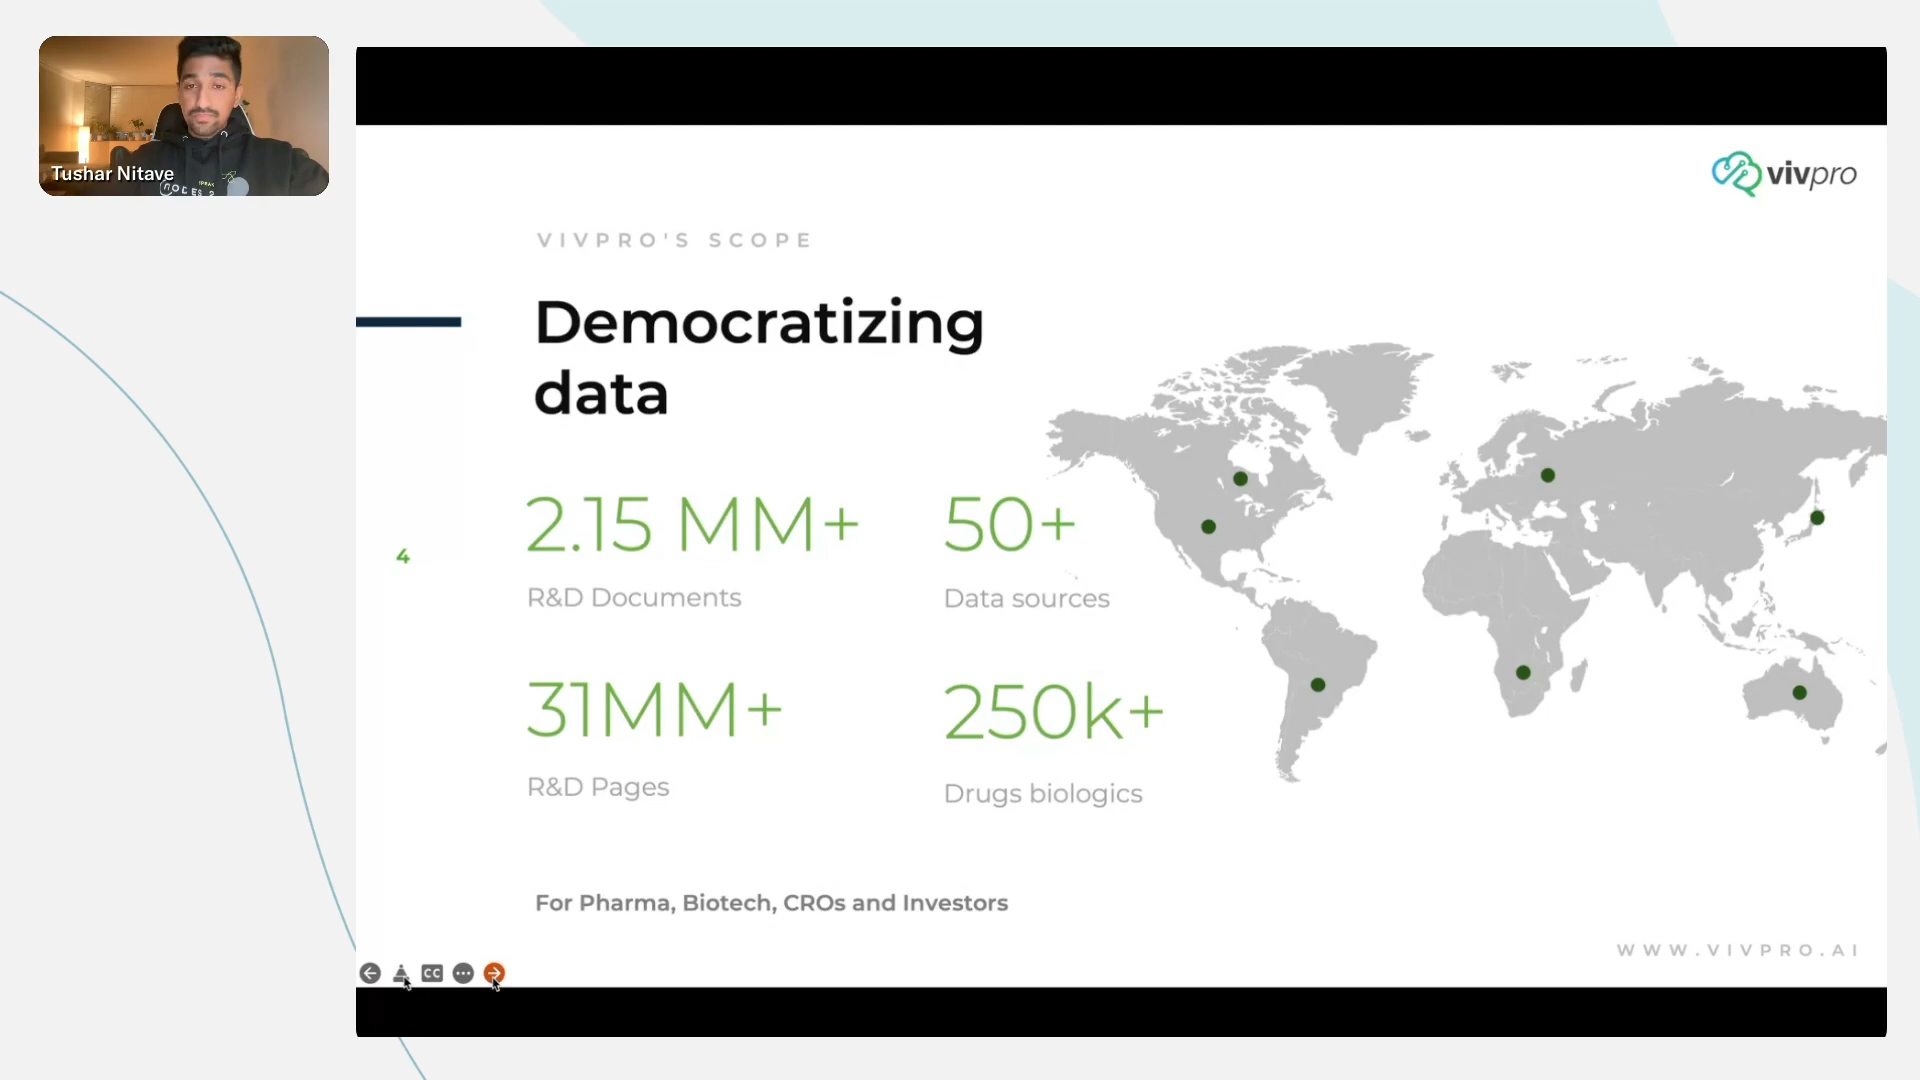 Tushar Nitave
vivpro
VIVPRO'S SCOPE
Democratizing
data
2.15 MM+
R&D Documents
50+
Data sources
4
31MM+
R&D Pages
250k+
Drugs biologics
For Pharma, Biotech, CROs and Investors
WWW.VIVPRO.AI
CC